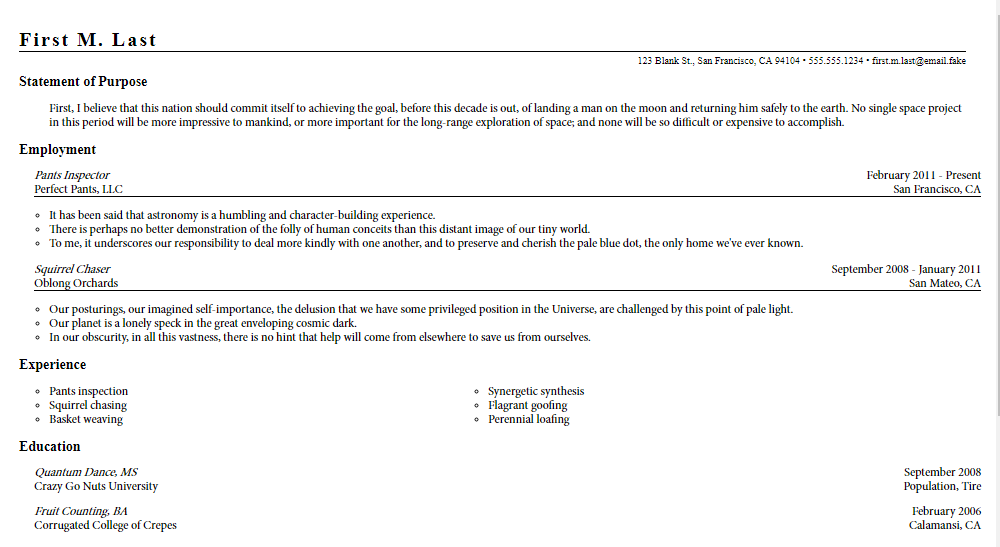 First M. Last
123 Blank St., San Francisco, CA 94104 • 555.555.1234 • first.m.last@email.fake
Statement of Purpose
First, I believe that this nation should commit itself to achieving the goal, before this decade is out, of landing a man on the moon and returning him safely to the earth. No single space project
in this period will be more impressive to mankind, or more important for the long-range exploration of space; and none will be so difficult or expensive to accomplish.
Employment
Pants Inspector February 2011 - Present
Perfect Pants, LLC San Francisco, CA
◦ It has been said that astronomy is a humbling and character-building experience.
◦ There is perhaps no better demonstration of the folly of human conceits than this distant image of our tiny world.
◦ To me, it underscores our responsibility to deal more kindly with one another, and to preserve and cherish the pale blue dot, the only home we've ever known.
Squirrel Chaser September 2008 - January 2011
Oblong Orchards San Mateo, CA
◦ Our posturings, our imagined self-importance, the delusion that we have some privileged position in the Universe, are challenged by this point of pale light.
◦ Our planet is a lonely speck in the great enveloping cosmic dark.
◦ In our obscurity, in all this vastness, there is no hint that help will come from elsewhere to save us from ourselves.
Experience
◦ Pants inspection
◦ Squirrel chasing
◦ Basket weaving
◦ Synergetic synthesis
◦ Flagrant goofing
◦ Perennial loafing
Education
Quantum Dance, MS September 2008
Crazy Go Nuts University Population, Tire
Fruit Counting, BA February 2006
Corrugated College of Crepes Calamansi, CA